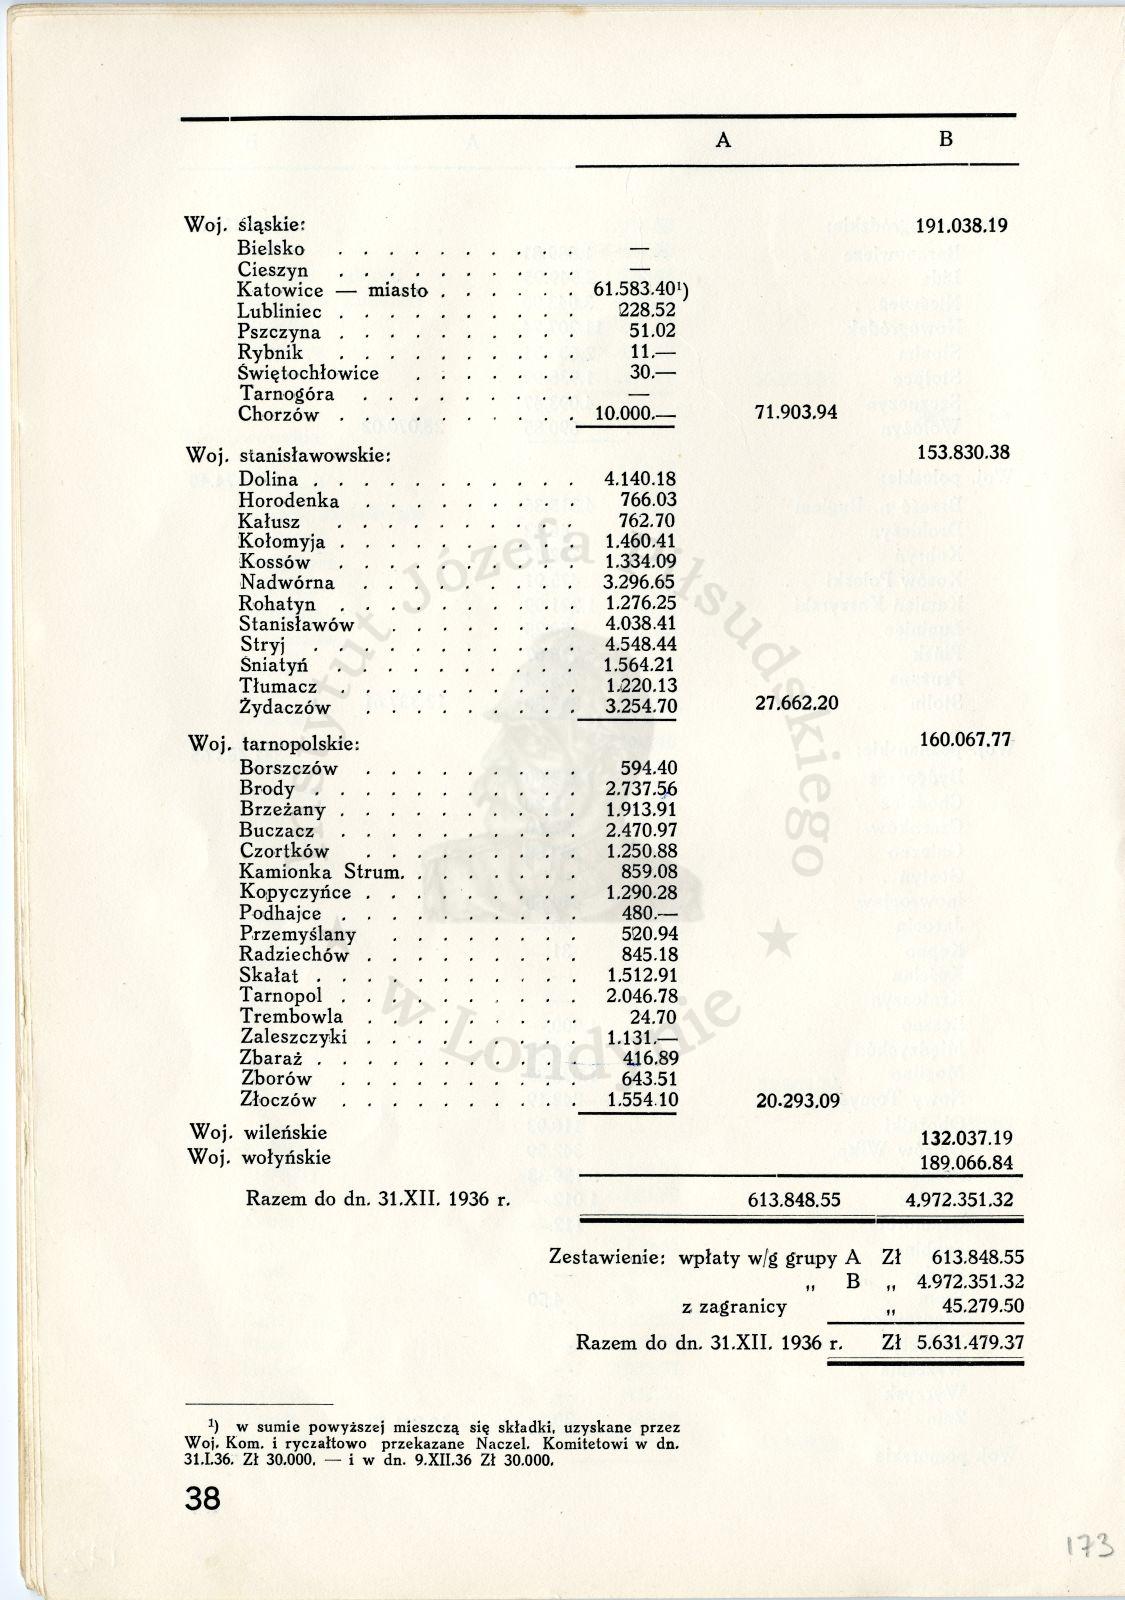 A B
Woj. śląskie: 191.038.19
Bielsko . . . . . . . . . —
Cieszyn . . . . . . . . . —
Katowice — miasto . . . . . . 61.583.40¹)
Lubliniec . . . . . . . . . . 228.52
Pszczyna . . . . . . . . . . 51.02
Rybnik . . . . . . . . . 11.—
Świętochłowice . . . . . . . 30.—
Tarnogóra . . . . . . . . —
Chorzów . . . . . . . . . . 10.000.— 71.903.94
Woj. stanisławowskie: 153.830.38
Dolina . . . . . . . . . . . 4.140.18
Horodenka . . . . . . . . . 766.03
Kałusz . . . . . . . . . . 762.70
Kołomyja . . . . . . . . . . 1.460.41
Kossów . . . . . . . . . . 1.334.09
Nadwórna . . . . . . . . . 3.296.65
Rohatyn . . . . . . . . . . 1.276.25
Stanisławów . . . . . . . . 4.038.41
Stryj . . . . . . . . . . . 4.548.44
Śniatyń . . . . . . . . . . 1.564.21
Tłumacz . . . . . . . . . . 1.220.13
Żydaczów . . . . . . . . . 3.254.70 27.662.20
Woj. tarnopolskie: 160.067.77
Borszczów . . . . . . . . . 594.40
Brody . . . . . . . . . . . 2.737.56
Brzeżany . . . . . . . . . . 1.913.91
Buczacz . . . . . . . . . . 2.470.97
Czortków . . . . . . . . . 1.250.88
Kamionka Strum. . . . . . . . 859.08
Kopyczyńce . . . . . . . . . 1.290.28
Podhajce . . . . . . . . . . 480.—
Przemyślany . . . . . . . . 520.94
Radziechów . . . . . . . . . 845.18
Skałat . . . . . . . . . . . 1.512.91
Tarnopol . . . . . . . . . . 2.046.78
Trembowla . . . . . . . . . 24.70
Zaleszczyki . . . . . . . . . 1.131.—
Zbaraż . . . . . . . . . . . 416.89
Zborów . . . . . . . . . . 643.51
Złoczów . . . . . . . . . . 1.554.10 20.293.09
Woj. wileńskie 132.037.19
Woj. wołyńskie 189.066.84
Razem do dn. 31.XII. 1936 r. 613.848.55 4.972.351.32
Zestawienie: wpłaty w/g grupy A Zł 613.848.55
„ B „ 4.972.351.32
z zagranicy „ 45.279.50
Razem do dn. 31.XII. 1936 r. Zł 5.631.479.37
¹) w sumie powyższej mieszczą się składki, uzyskane przez
Woj. Kom. i ryczałtowo przekazane Naczel. Komitetowi w dn.
31.I.36. Zł 30.000. — i w dn. 9.XII.36 Zł 30.000.
38
173
Instytut Józefa Piłsudskiego
w Londynie